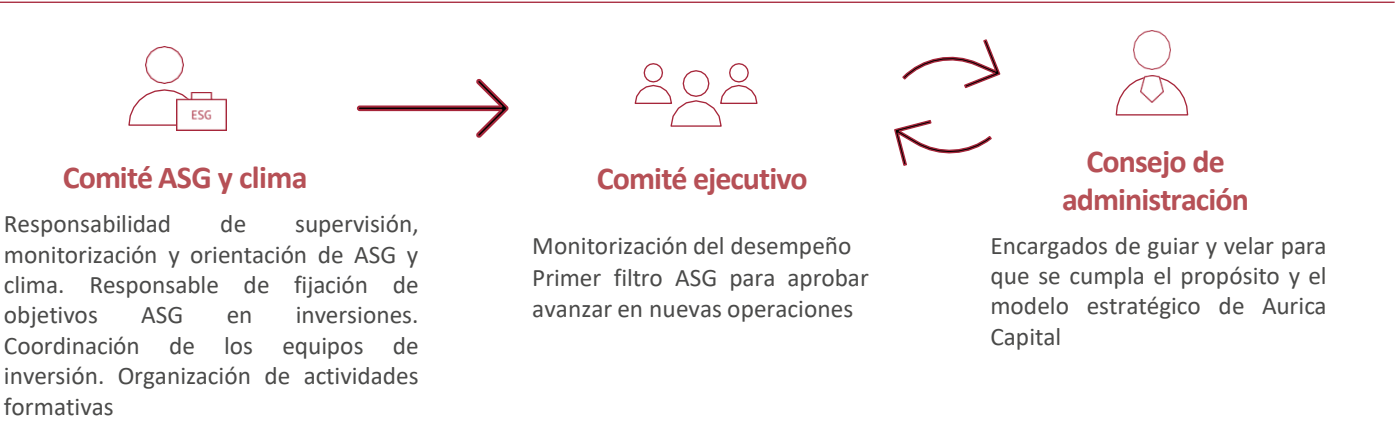 ESG
Comité ASG y clima
Responsabilidad de supervisión,
monitorización y orientación de ASG y
clima. Responsable de fijación de
objetivos ASG en inversiones.
Coordinación de los equipos de
inversión. Organización de actividades
formativas
Comité ejecutivo
Monitorización del desempeño
Primer filtro ASG para aprobar
avanzar en nuevas operaciones
Consejo de
administración
Encargados de guiar y velar para
que se cumpla el propósito y el
modelo estratégico de Aurica
Capital